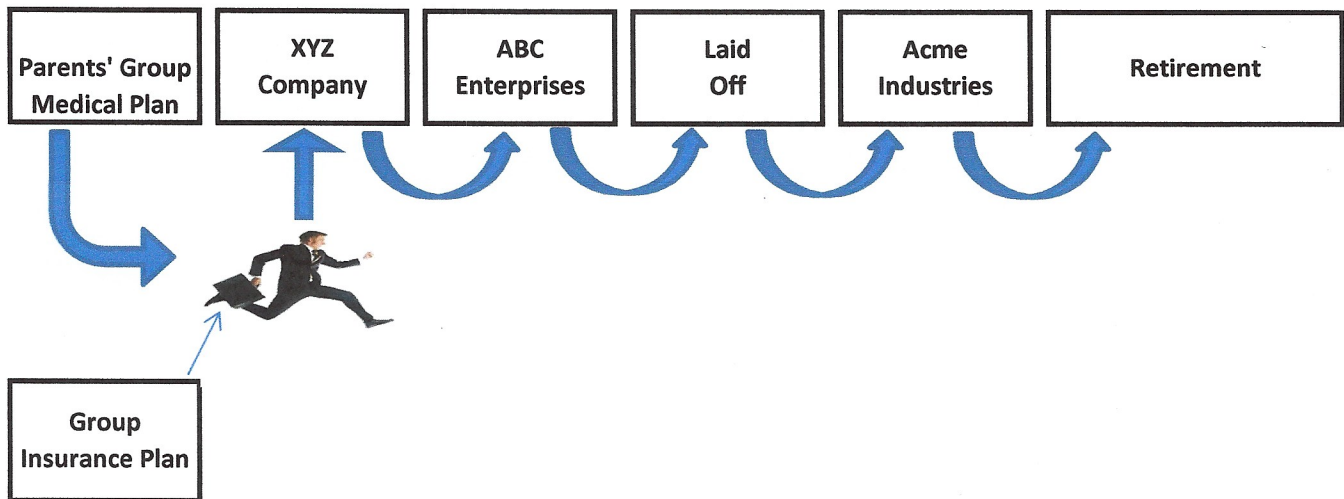 Parents' Group
Medical Plan
XYZ
Company
ABC
Enterprises
Laid
Off
Acme
Industries
Retirement
Group
Insurance Plan